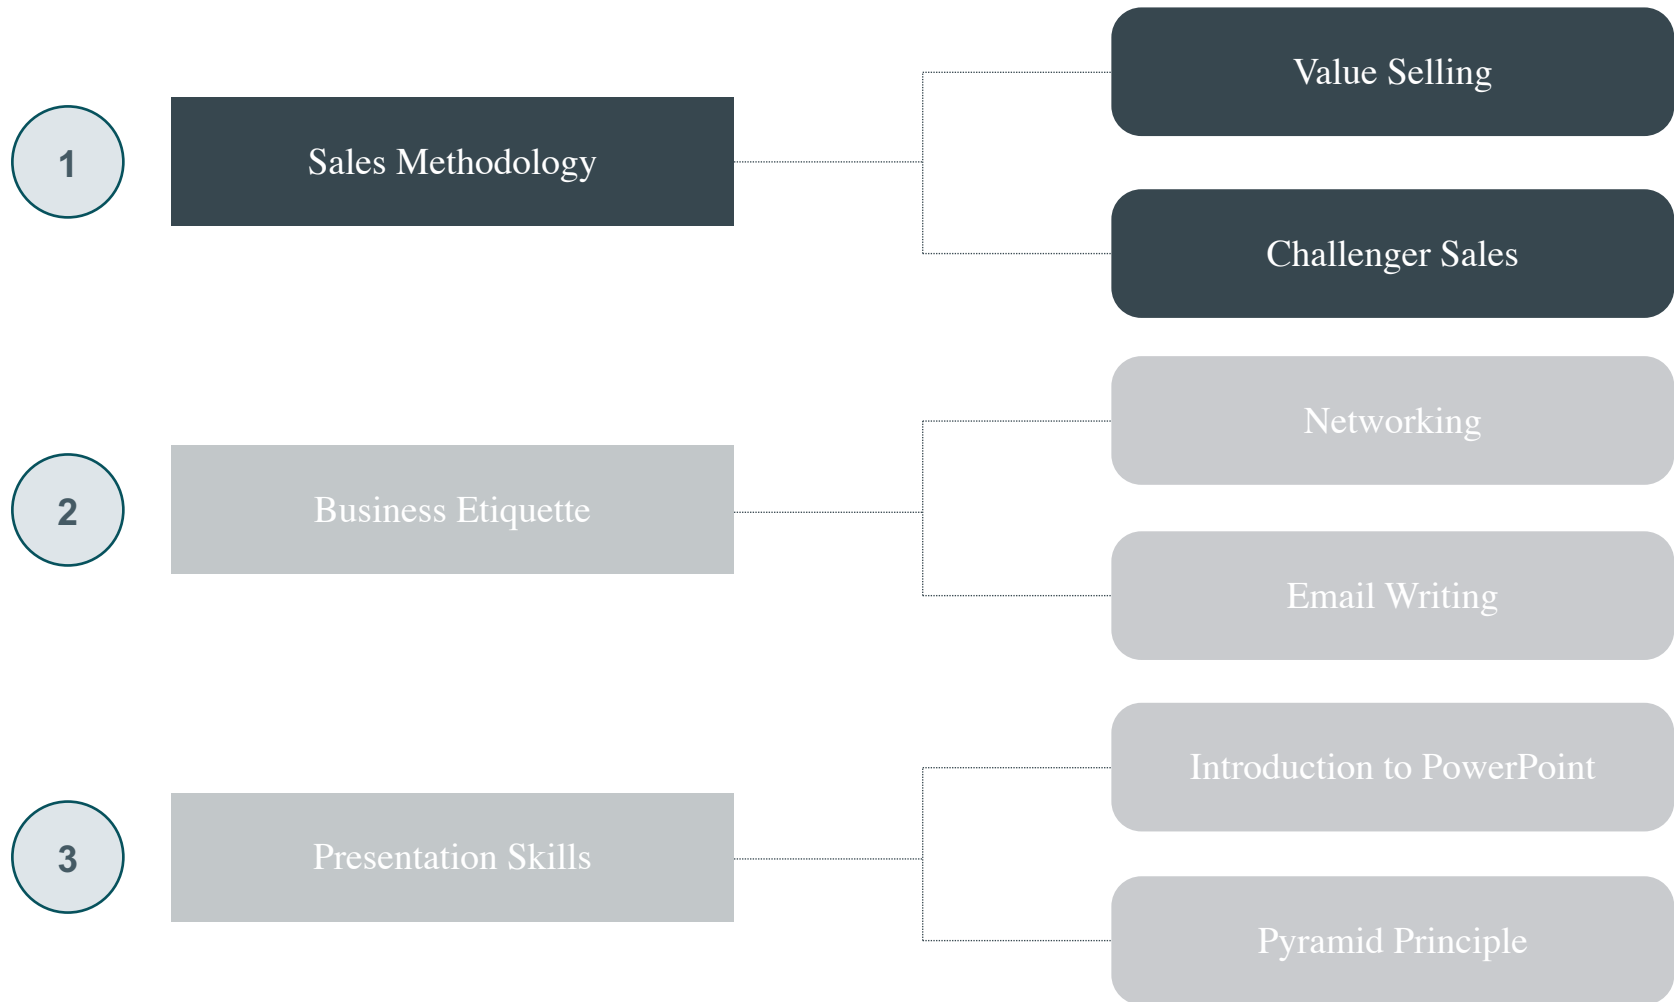 1
Sales Methodology
Value Selling
Challenger Sales
2
Business Etiquette
Networking
Email Writing
3
Presentation Skills
Introduction to PowerPoint
Pyramid Principle